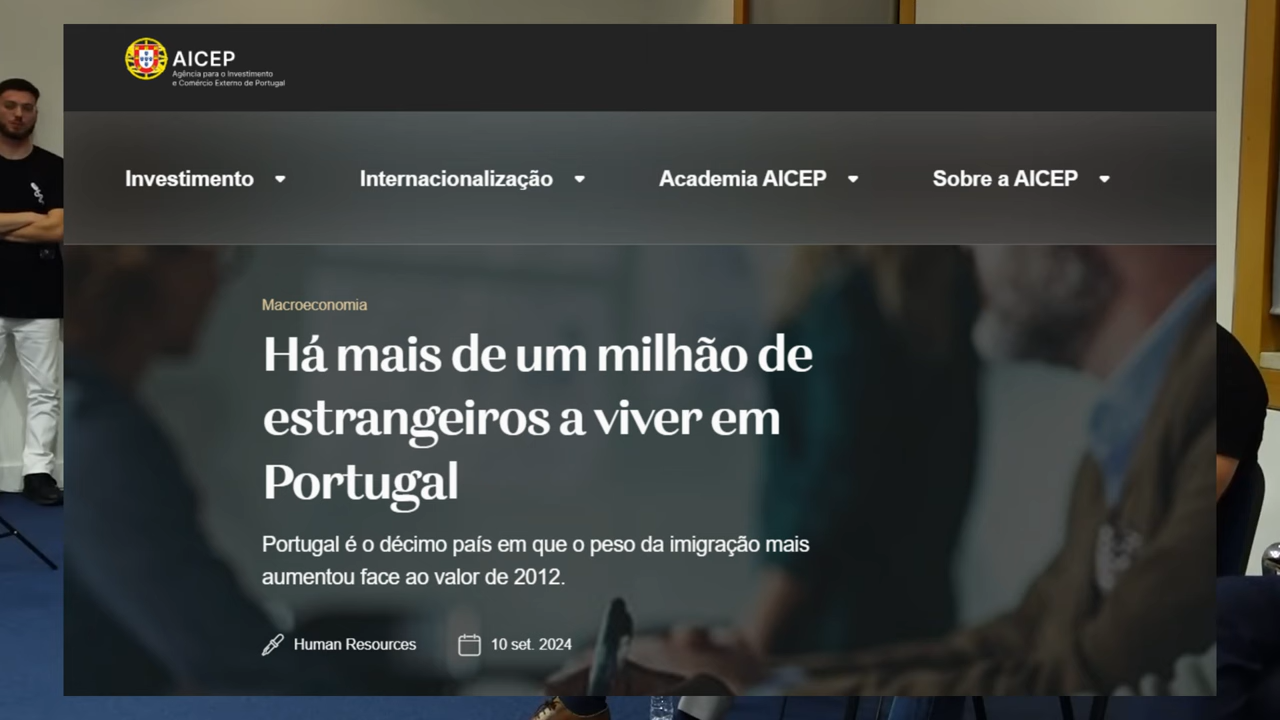 AICEP
Agência para o Investimento
e Comércio Externo de Portugal
Investimento
Internacionalização
Academia AICEP
Sobre a AICEP
Macroeconomia
Há mais de um milhão de
estrangeiros a viver em
Portugal
Portugal é o décimo país em que o peso da imigração mais
aumentou face ao valor de 2012.
Human Resources
10 set. 2024